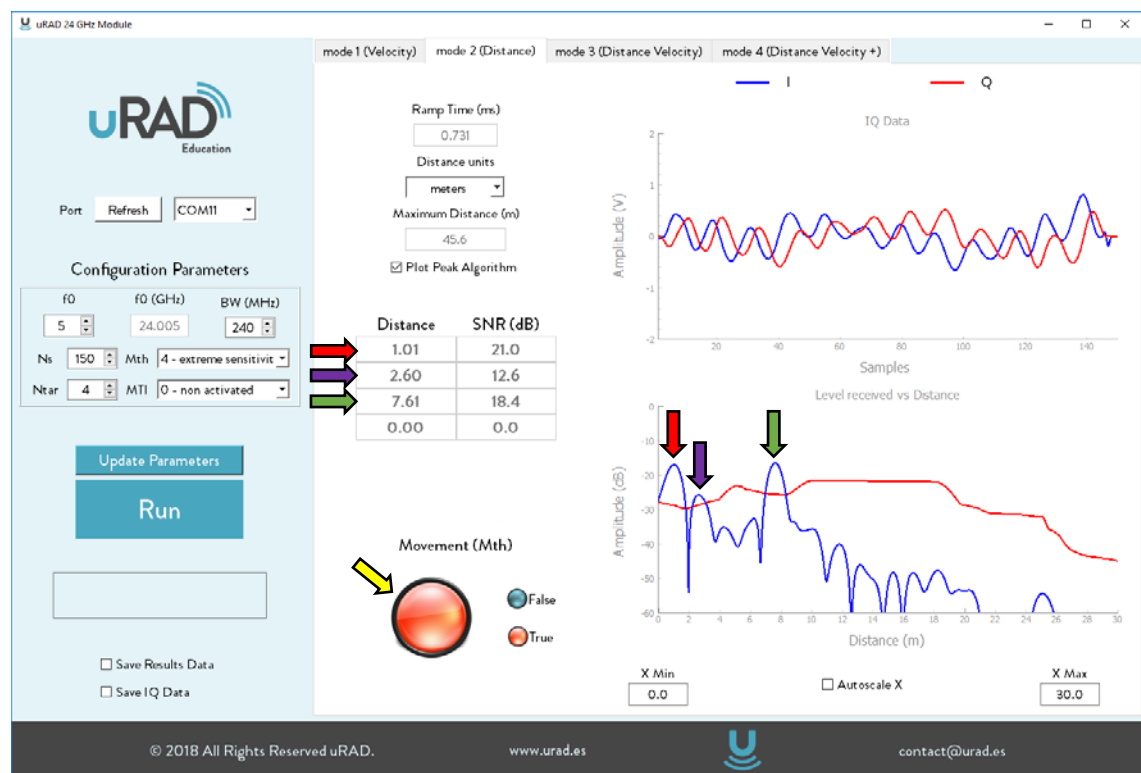 uRAD 24 GHz Module
mode 1 (Velocity) mode 2 (Distance) mode 3 (Distance Velocity) mode 4 (Distance Velocity +)
uRAD
Education
Port Refresh COM11
Configuration Parameters
f0 f0 (GHz) BW (MHz)
5 24.005 240
Ns 150 Mth 4 - extreme sensitivit
Ntar 4 MTI 0 - non activated
Update Parameters
Run
Save Results Data
Save IQ Data
Ramp Time (ms)
0.731
Distance units
meters
Maximum Distance (m)
45.6
Plot Peak Algorithm
Distance SNR (dB)
1.01 21.0
2.60 12.6
7.61 18.4
0.00 0.0
Movement (Mth)
False
True
I Q
IQ Data
Amplitude (V)
2
1
0
-1
-2
20 40 60 80 100 120 140
Samples
Level received vs Distance
Amplitude (dB)
0
-10
-20
-30
-40
-50
-60
0 2 4 6 8 10 12 14 16 18 20 22 24 26 28 30
Distance (m)
X Min Autoscale X X Max
0.0 30.0
© 2018 All Rights Reserved uRAD. www.urad.es contact@urad.es